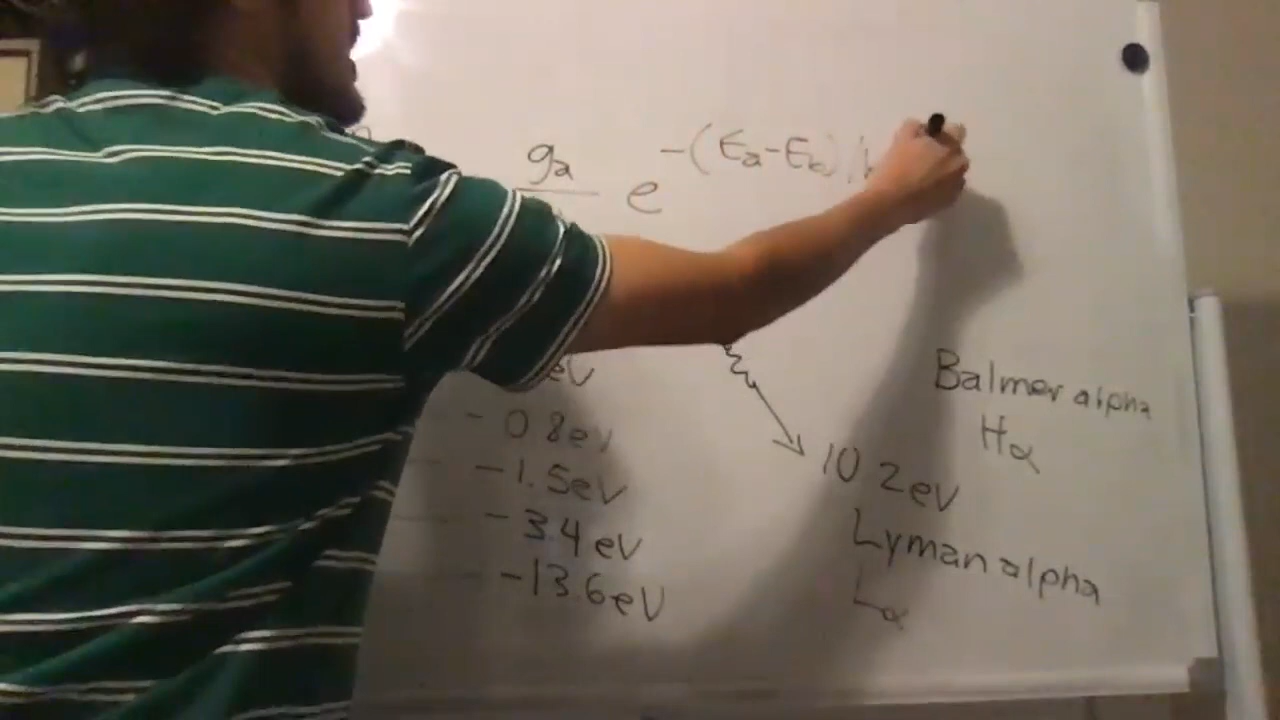 ga e -(Ea-Eb)/k
eV
-0.8eV
-1.5eV
-3.4eV
-13.6eV
Balmer alpha
Hα
10.2eV
Lyman alpha
Lα